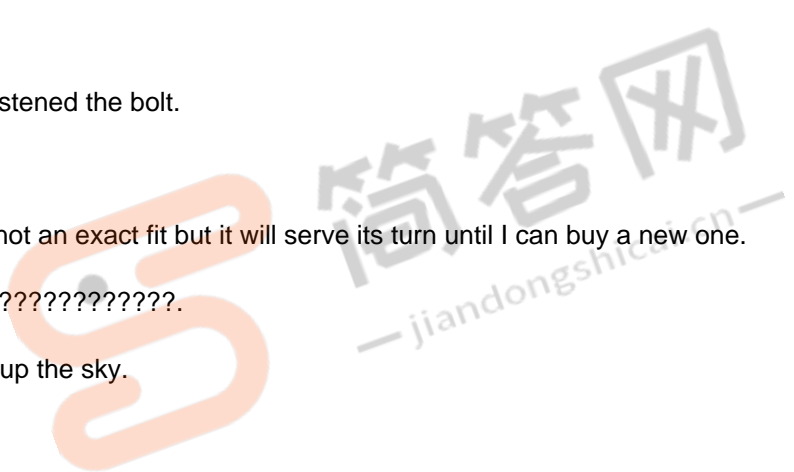 stened the bolt.
not an exact fit but it will serve its turn until I can buy a new one.
????????????.
up the sky.
简答网
jiandongshicai.cn